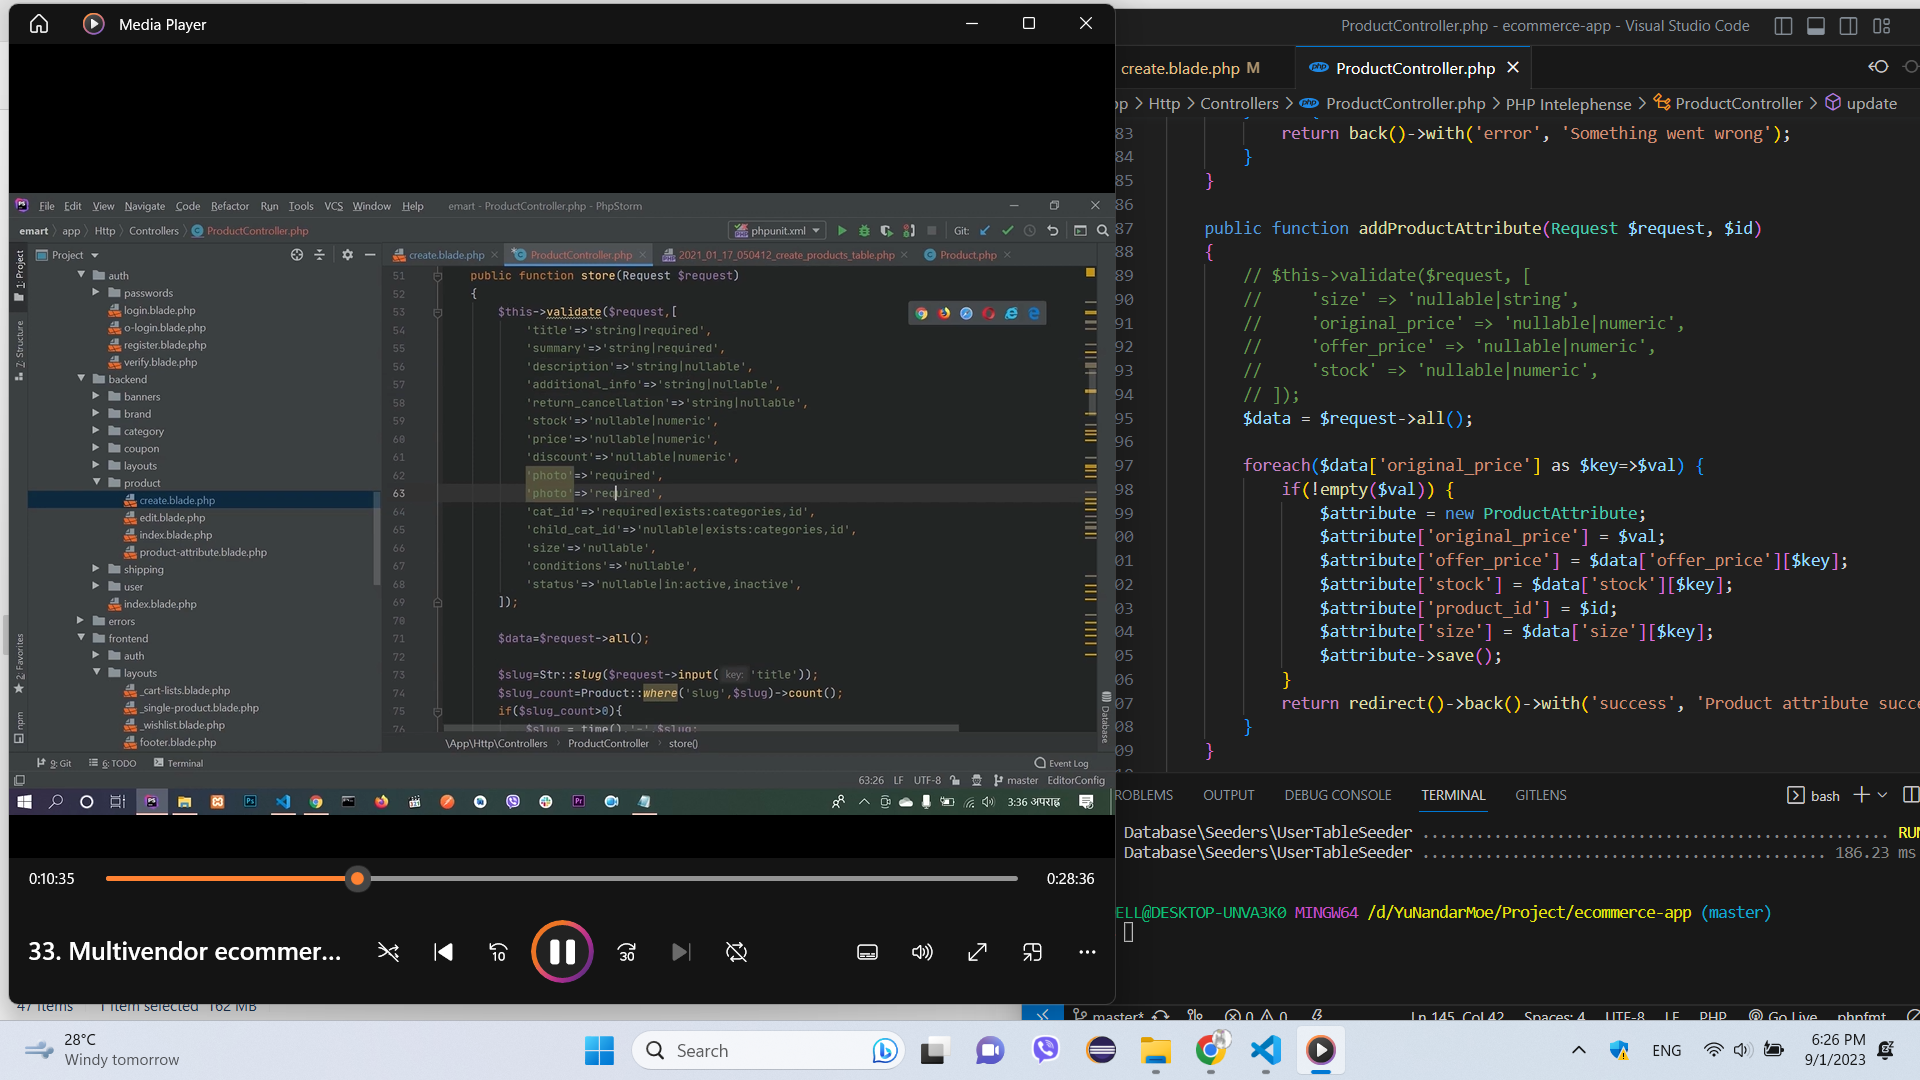 Media Player
File Edit View Navigate Code Refactor Run Tools VCS Window Help emart - ProductController.php - PhpStorm
emart app Http Controllers ProductController.php
phpunit.xml
Git:
Project
create.blade.php
ProductController.php
2021_01_17_050412_create_products_table.php
Product.php
1: Project
7: Structure
2: Favorites
npm
auth
passwords
login.blade.php
o-login.blade.php
register.blade.php
verify.blade.php
backend
banners
brand
category
coupon
layouts
product
create.blade.php
edit.blade.php
index.blade.php
product-attribute.blade.php
shipping
user
index.blade.php
errors
frontend
auth
layouts
_cart-lists.blade.php
_single-product.blade.php
_wishlist.blade.php
footer.blade.php
51 public function store(Request $request)
52 {
53 $this->validate($request,[
54 'title'=>'string|required',
55 'summary'=>'string|required',
56 'description'=>'string|nullable',
57 'additional_info'=>'string|nullable',
58 'return_cancellation'=>'string|nullable',
59 'stock'=>'nullable|numeric',
60 'price'=>'nullable|numeric',
61 'discount'=>'nullable|numeric',
62 'photo'=>'required',
63 'photo'=>'required',
64 'cat_id'=>'required|exists:categories,id',
65 'child_cat_id'=>'nullable|exists:categories,id',
66 'size'=>'nullable',
67 'conditions'=>'nullable',
68 'status'=>'nullable|in:active,inactive',
69 ]);
70
71 $data=$request->all();
72
73 $slug=Str::slug($request->input( key: 'title'));
74 $slug_count=Product::where('slug',$slug)->count();
75 if($slug_count>0){
76 $slug = time().'-'.$slug;
Database
\App\Http\Controllers ProductController store()
9: Git 6: TODO Terminal Event Log
63:26 LF UTF-8 master EditorConfig
3:36 अपराह्न
0:10:35 0:28:36
33. Multivendor ecommer...
10
30
47 items 1 item selected 162 MB
ProductController.php - ecommerce-app - Visual Studio Code
create.blade.php M
ProductController.php
pp > Http > Controllers > ProductController.php > PHP Intelephense > ProductController > update
83 return back()->with('error', 'Something went wrong');
84 }
85 }
86
87 public function addProductAttribute(Request $request, $id)
88 {
89 // $this->validate($request, [
90 // 'size' => 'nullable|string',
91 // 'original_price' => 'nullable|numeric',
92 // 'offer_price' => 'nullable|numeric',
93 // 'stock' => 'nullable|numeric',
94 // ]);
95 $data = $request->all();
96
97 foreach($data['original_price'] as $key=>$val) {
98 if(!empty($val)) {
99 $attribute = new ProductAttribute;
00 $attribute['original_price'] = $val;
01 $attribute['offer_price'] = $data['offer_price'][$key];
02 $attribute['stock'] = $data['stock'][$key];
03 $attribute['product_id'] = $id;
04 $attribute['size'] = $data['size'][$key];
05 $attribute->save();
06 }
07 return redirect()->back()->with('success', 'Product attribute succe
08 }
09 }
ROBLEMS OUTPUT DEBUG CONSOLE TERMINAL GITLENS
bash
Database\Seeders\UserTableSeeder ................................................ RUN
Database\Seeders\UserTableSeeder .......................................... 186.23 ms
ELL@DESKTOP-UNVA3K0 MINGW64 /d/YuNandarMoe/Project/ecommerce-app (master)
master* 0 0 Ln 145, Col 42 Spaces: 4 UTF-8 LF PHP Go Live phpfmt
28°C
Windy tomorrow
Search
ENG
6:26 PM
9/1/2023